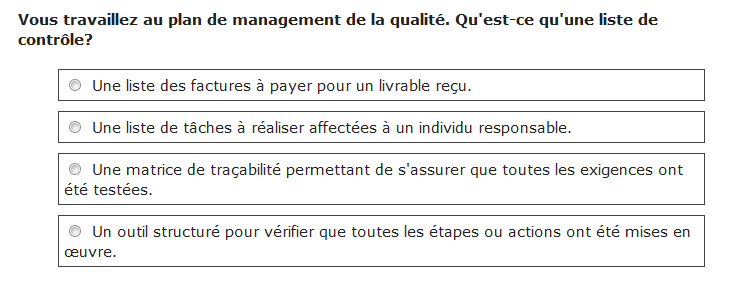 Vous travaillez au plan de management de la qualité. Qu'est-ce qu'une liste de
contrôle?
Une liste des factures à payer pour un livrable reçu.
Une liste de tâches à réaliser affectées à un individu responsable.
Une matrice de traçabilité permettant de s'assurer que toutes les exigences ont
été testées.
Un outil structuré pour vérifier que toutes les étapes ou actions ont été mises en
œuvre.